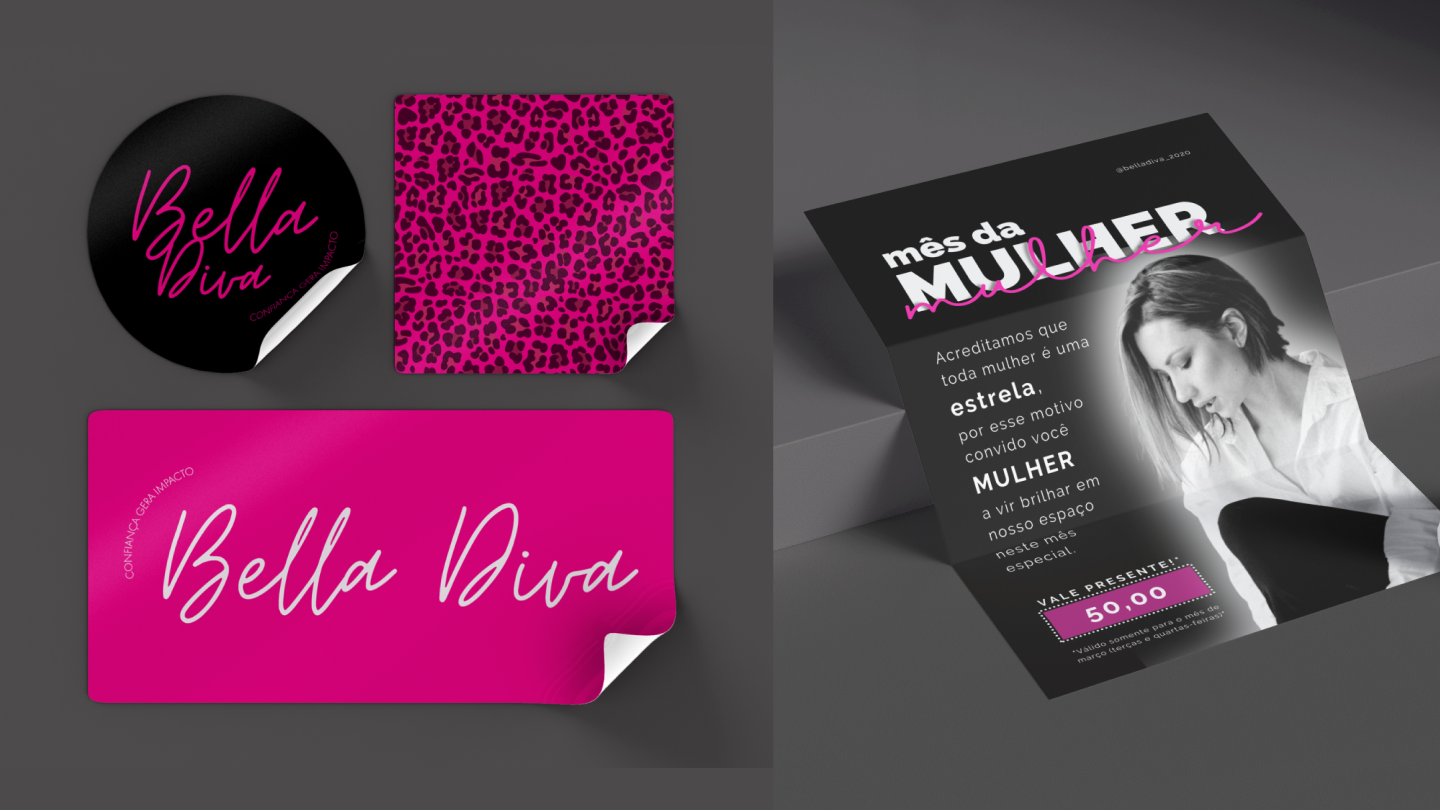 Bella
Diva
CONFIANÇA GERA IMPACTO
CONFIANÇA GERA IMPACTO
Bella Diva
@belladiva_2020
mês da
MULHER
mulher
Acreditamos que
toda mulher é uma
estrela,
por esse motivo
convido você
MULHER
a vir brilhar em
nosso espaço
neste mês
especial.
VALE PRESENTE!*
50,00
*Válido somente para o mês de
março (terças e quartas-feiras)*